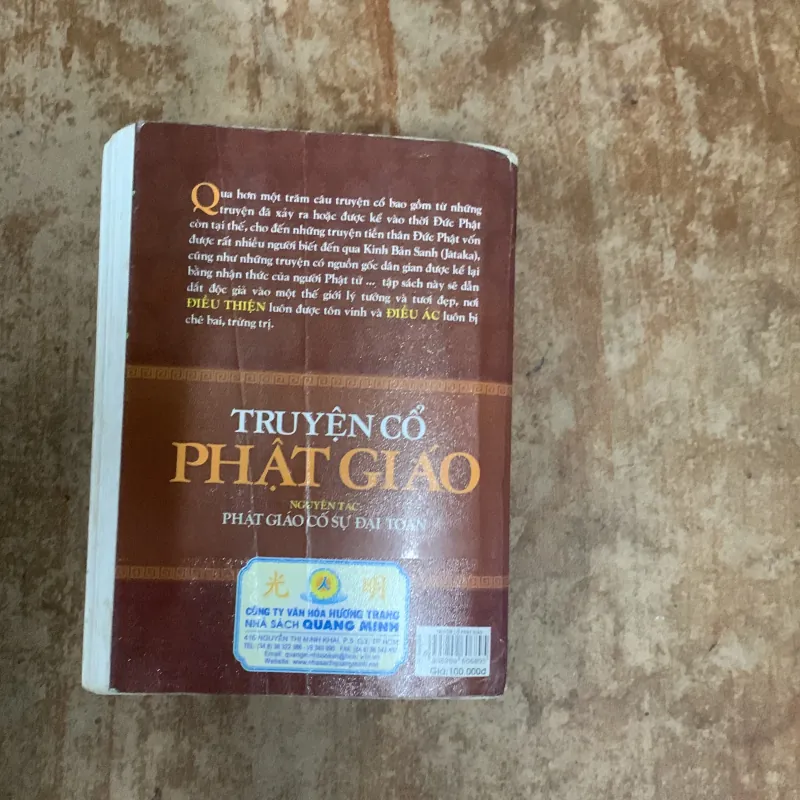 Qua hơn một trăm câu truyện cổ bao gồm từ những
truyện đã xảy ra hoặc được kể vào thời Đức Phật
còn tại thế, cho đến những truyện tiền thân Đức Phật vốn
được rất nhiều người biết đến qua Kinh Bản Sanh (Jàtaka),
cũng như những truyện có nguồn gốc dân gian được kể lại
bằng nhận thức của người Phật tử ... tập sách này sẽ dẫn
dắt độc giả vào một thế giới lý tưởng và tươi đẹp, nơi
ĐIỀU THIỆN luôn được tôn vinh và ĐIỀU ÁC luôn bị
chê bai, trừng trị.
TRUYỆN CỔ
PHẬT GIÁO
NGUYÊN TÁC:
PHẬT GIÁO CỐ SỰ ĐẠI TOÀN
光 明
CÔNG TY VĂN HÓA HƯƠNG TRANG
NHÀ SÁCH QUANG MINH
416 NGUYỄN THỊ MINH KHAI, P.5, Q.3, TP.HCM
Giá: 100.000đ